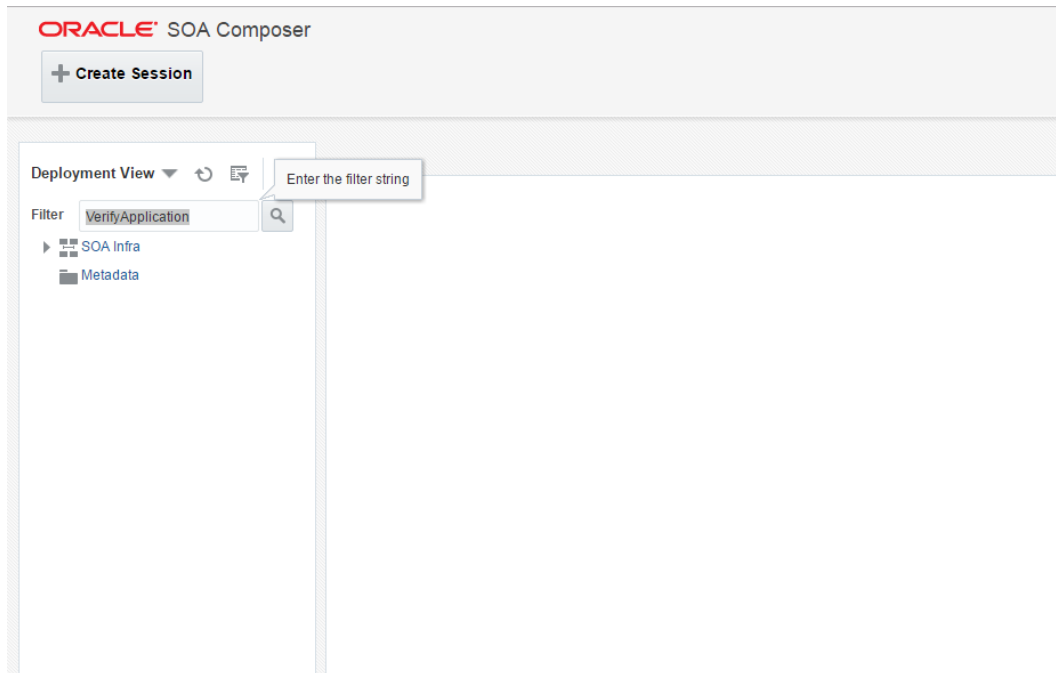 ORACLE SOA Composer
Create Session
Deployment View
Enter the filter string
Filter VerifyApplication
SOA Infra
Metadata